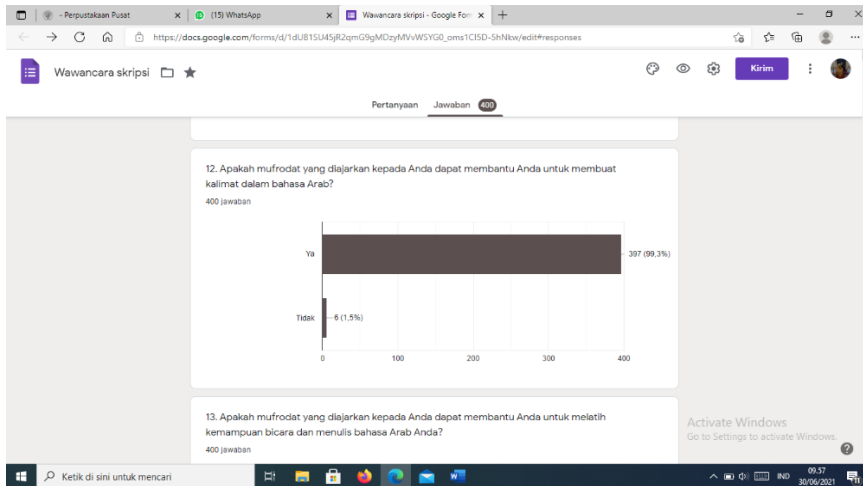 - Perpustakaan Pusat
(15) WhatsApp
Wawancara skripsi - Google Form
https://docs.google.com/forms/d/1dU81SU45jR2qmG9gMDzyMVvWSYG0_oms1CISD-5hNkw/edit#responses
Wawancara skripsi
Kirim
Pertanyaan Jawaban 400
12. Apakah mufrodat yang diajarkan kepada Anda dapat membantu Anda untuk membuat
kalimat dalam bahasa Arab?
400 jawaban
Ya
397 (99,3%)
Tidak
6 (1,5%)
0 100 200 300 400
13. Apakah mufrodat yang diajarkan kepada Anda dapat membantu Anda untuk melatih
kemampuan bicara dan menulis bahasa Arab Anda?
400 jawaban
Activate Windows
Go to Settings to activate Windows.
Ketik di sini untuk mencari
IND
09.57
30/06/2021